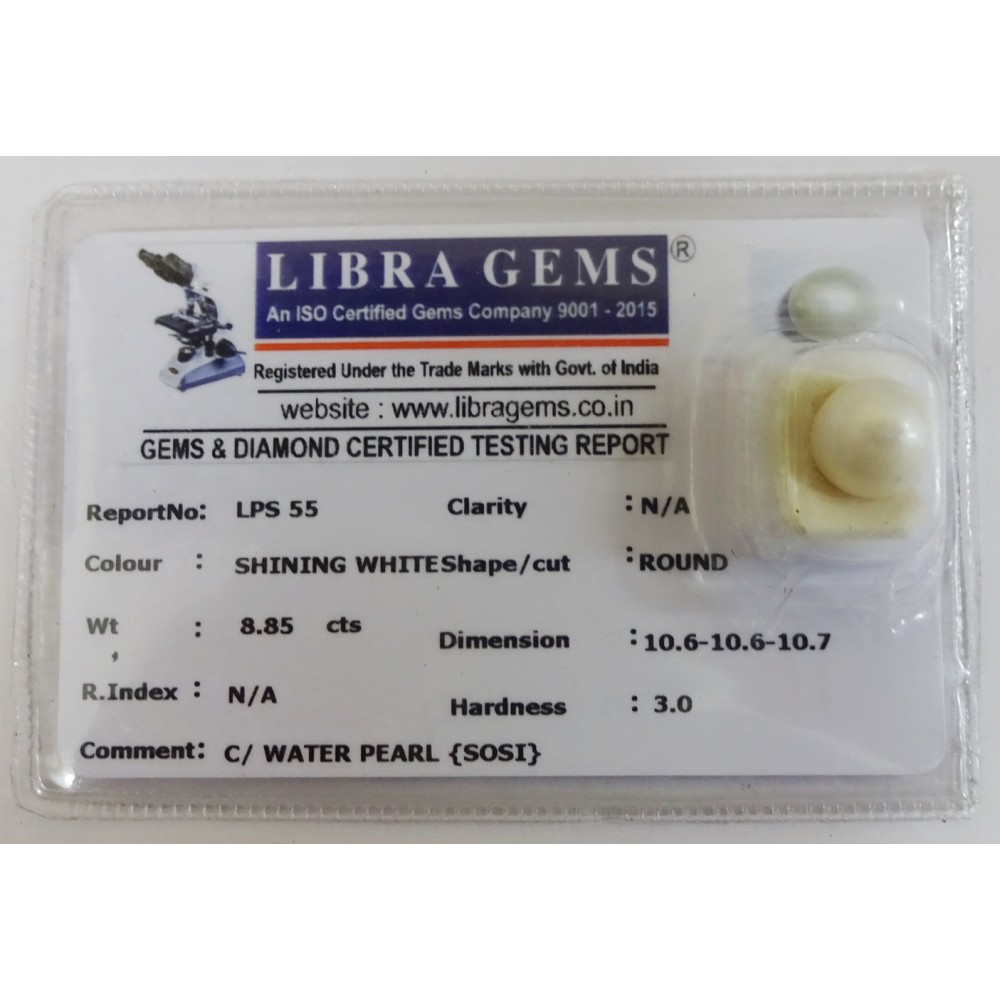 LIBRA GEMS ®
An ISO Certified Gems Company 9001 - 2015
Registered Under the Trade Marks with Govt. of India
website : www.libragems.co.in
GEMS & DIAMOND CERTIFIED TESTING REPORT
ReportNo: LPS 55 Clarity : N/A
Colour : SHINING WHITE Shape/cut : ROUND
Wt : 8.85 cts Dimension : 10.6-10.6-10.7
R.Index : N/A Hardness : 3.0
Comment: C/ WATER PEARL {SOSI}